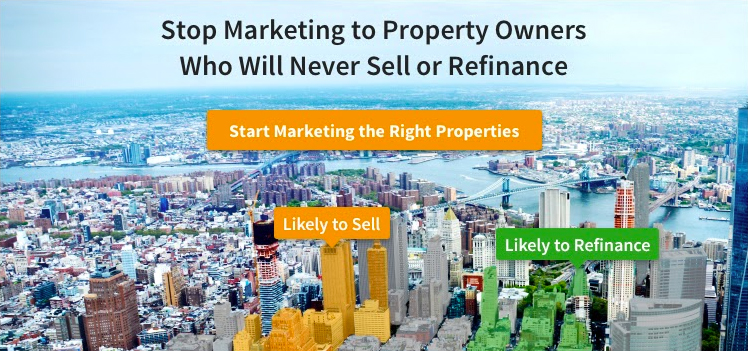 Stop Marketing to Property Owners
Who Will Never Sell or Refinance
Start Marketing the Right Properties
Likely to Sell
Likely to Refinance